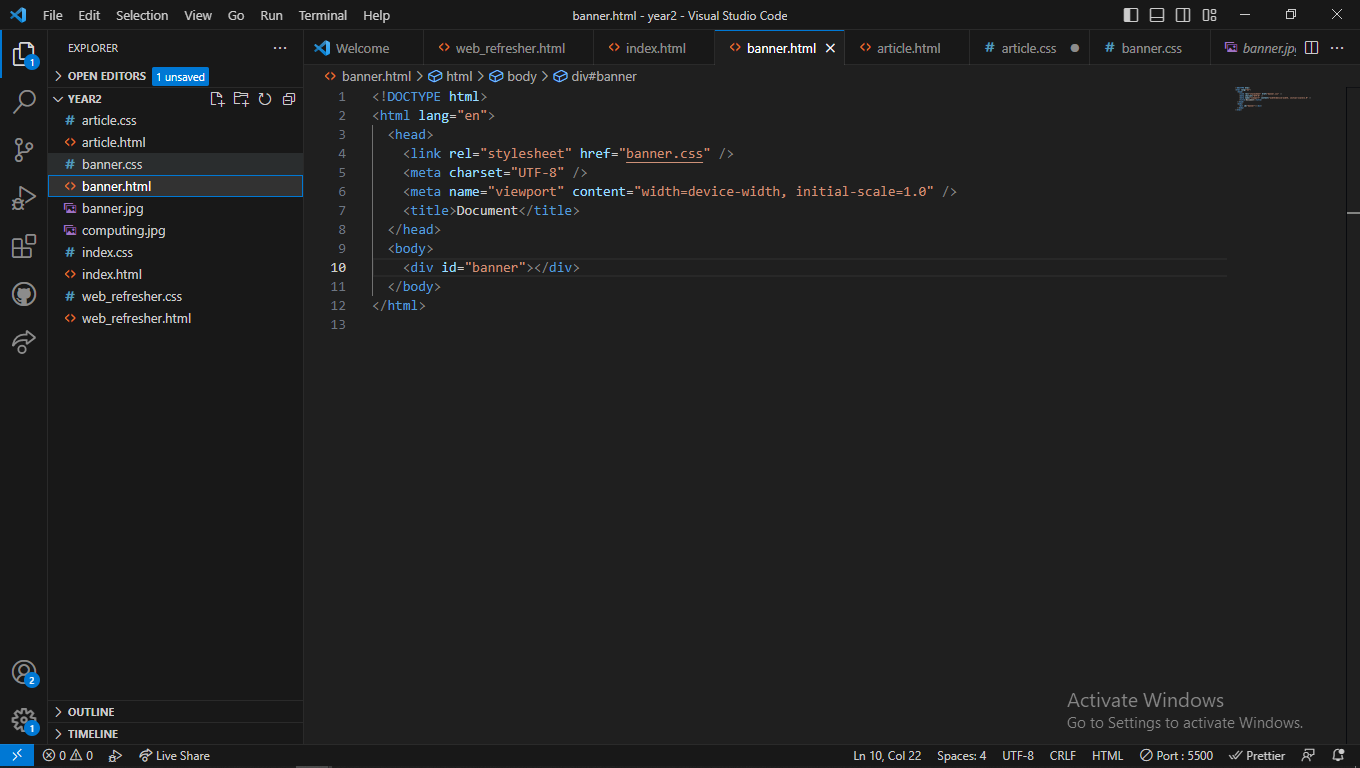 File Edit Selection View Go Run Terminal Help banner.html - year2 - Visual Studio Code
EXPLORER
Welcome web_refresher.html index.html banner.html article.html article.css banner.css banner.jpg
OPEN EDITORS 1 unsaved
banner.html > html > body > div#banner
YEAR2
article.css
article.html
banner.css
banner.html
banner.jpg
computing.jpg
index.css
index.html
web_refresher.css
web_refresher.html
1 <!DOCTYPE html>
2 <html lang="en">
3 <head>
4 <link rel="stylesheet" href="banner.css" />
5 <meta charset="UTF-8" />
6 <meta name="viewport" content="width=device-width, initial-scale=1.0" />
7 <title>Document</title>
8 </head>
9 <body>
10 <div id="banner"></div>
11 </body>
12 </html>
13
1
2
1
OUTLINE
TIMELINE
Activate Windows
Go to Settings to activate Windows.
0 0 Live Share Ln 10, Col 22 Spaces: 4 UTF-8 CRLF HTML Port : 5500 Prettier